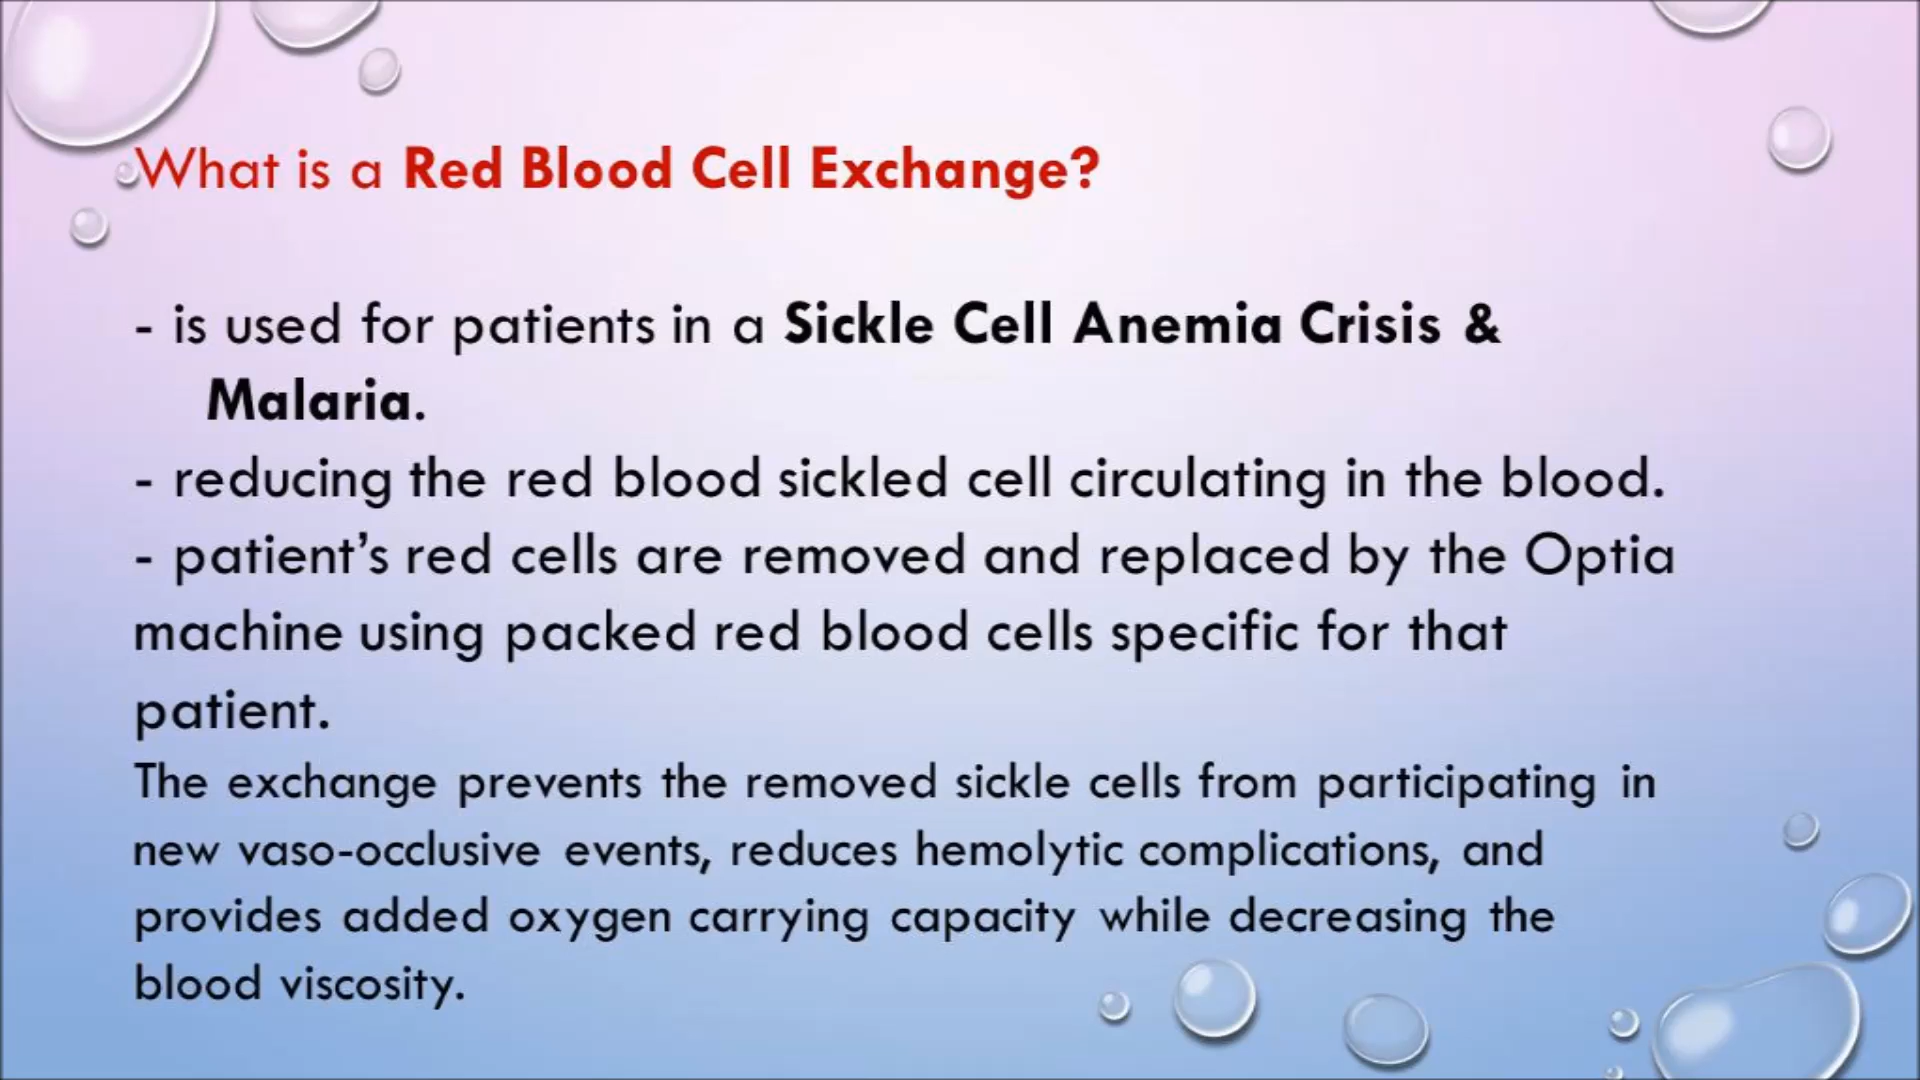 What is a Red Blood Cell Exchange?
- is used for patients in a Sickle Cell Anemia Crisis &
Malaria.
- reducing the red blood sickled cell circulating in the blood.
- patient’s red cells are removed and replaced by the Optia
machine using packed red blood cells specific for that
patient.
The exchange prevents the removed sickle cells from participating in
new vaso-occlusive events, reduces hemolytic complications, and
provides added oxygen carrying capacity while decreasing the
blood viscosity.